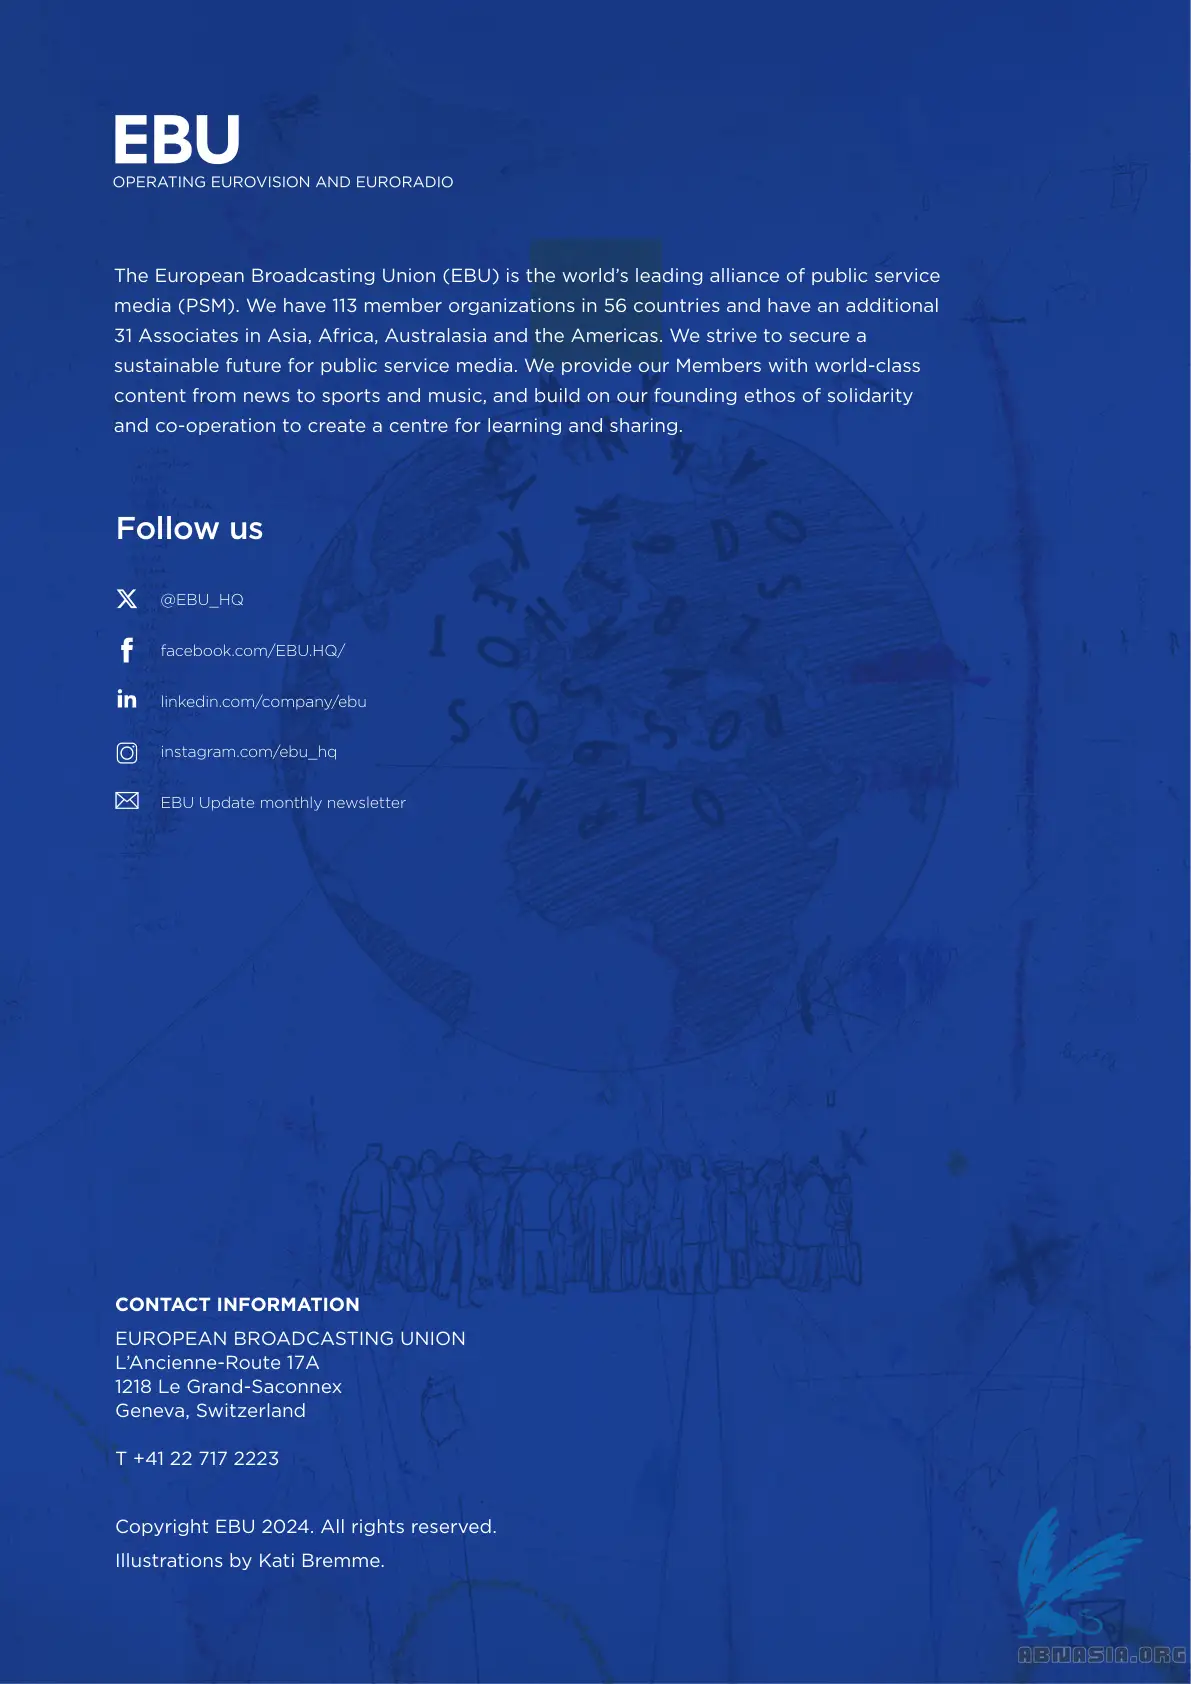 EBU
OPERATING EUROVISION AND EURORADIO
The European Broadcasting Union (EBU) is the world’s leading alliance of public service
media (PSM). We have 113 member organizations in 56 countries and have an additional
31 Associates in Asia, Africa, Australasia and the Americas. We strive to secure a
sustainable future for public service media. We provide our Members with world-class
content from news to sports and music, and build on our founding ethos of solidarity
and co-operation to create a centre for learning and sharing.
Follow us
@EBU_HQ
facebook.com/EBU.HQ/
linkedin.com/company/ebu
instagram.com/ebu_hq
EBU Update monthly newsletter
CONTACT INFORMATION
EUROPEAN BROADCASTING UNION
L’Ancienne-Route 17A
1218 Le Grand-Saconnex
Geneva, Switzerland
T +41 22 717 2223
Copyright EBU 2024. All rights reserved.
Illustrations by Kati Bremme.
ABNASIA.ORG